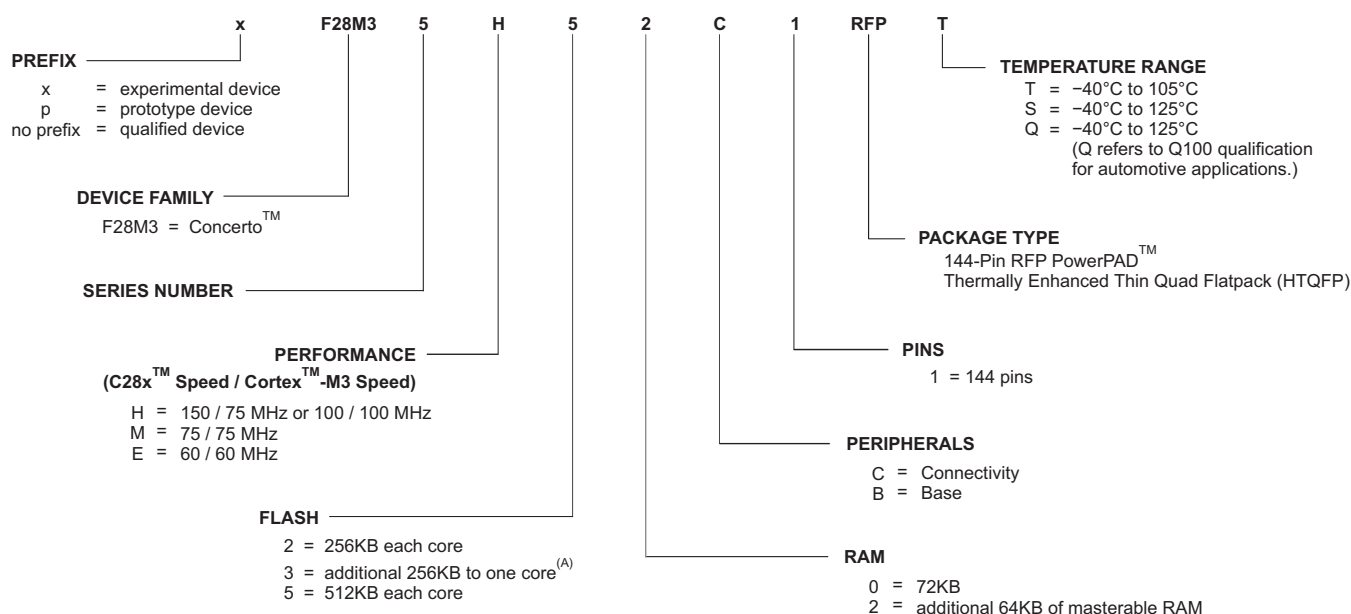 x F28M3 5 H 5 2 C 1 RFP T
PREFIX
x = experimental device
p = prototype device
no prefix = qualified device
TEMPERATURE RANGE
T = −40°C to 105°C
S = −40°C to 125°C
Q = −40°C to 125°C
(Q refers to Q100 qualification
for automotive applications.)
DEVICE FAMILY
F28M3 = Concerto™
PACKAGE TYPE
144-Pin RFP PowerPAD™
Thermally Enhanced Thin Quad Flatpack (HTQFP)
SERIES NUMBER
PERFORMANCE
(C28x™ Speed / Cortex™-M3 Speed)
H = 150 / 75 MHz or 100 / 100 MHz
M = 75 / 75 MHz
E = 60 / 60 MHz
PINS
1 = 144 pins
PERIPHERALS
C = Connectivity
B = Base
FLASH
2 = 256KB each core
3 = additional 256KB to one core(A)
5 = 512KB each core
RAM
0 = 72KB
2 = additional 64KB of masterable RAM